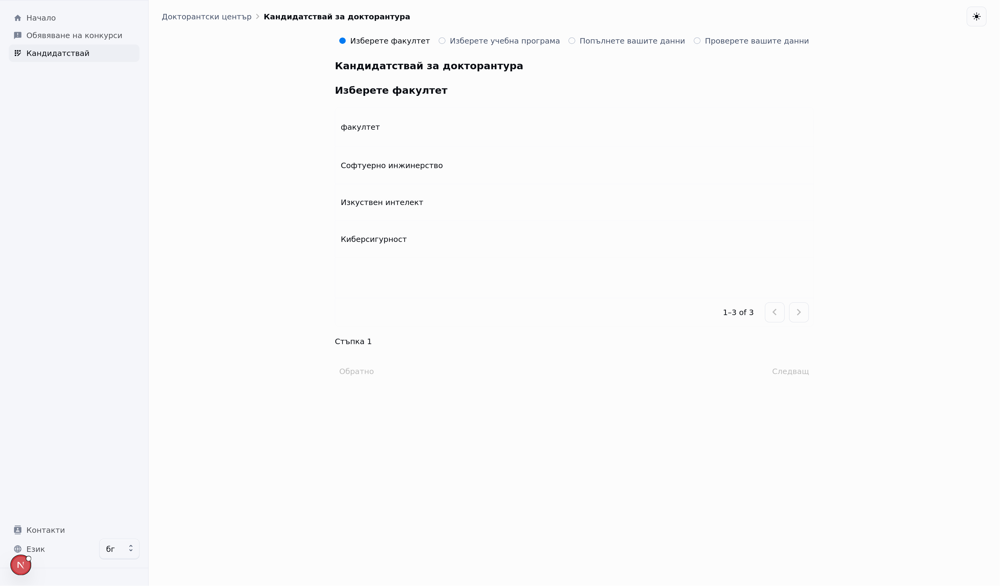 Начало
Обявяване на конкурси
Кандидатствай
Контакти
Език
бг
N
Докторантски център
Кандидатствай за докторантура
Изберете факултет
Изберете учебна програма
Попълнете вашите данни
Проверете вашите данни
Кандидатствай за докторантура
Изберете факултет
факултет
Софтуерно инжинерство
Изкуствен интелект
Киберсигурност
1–3 of 3
Стъпка 1
Обратно
Следващ